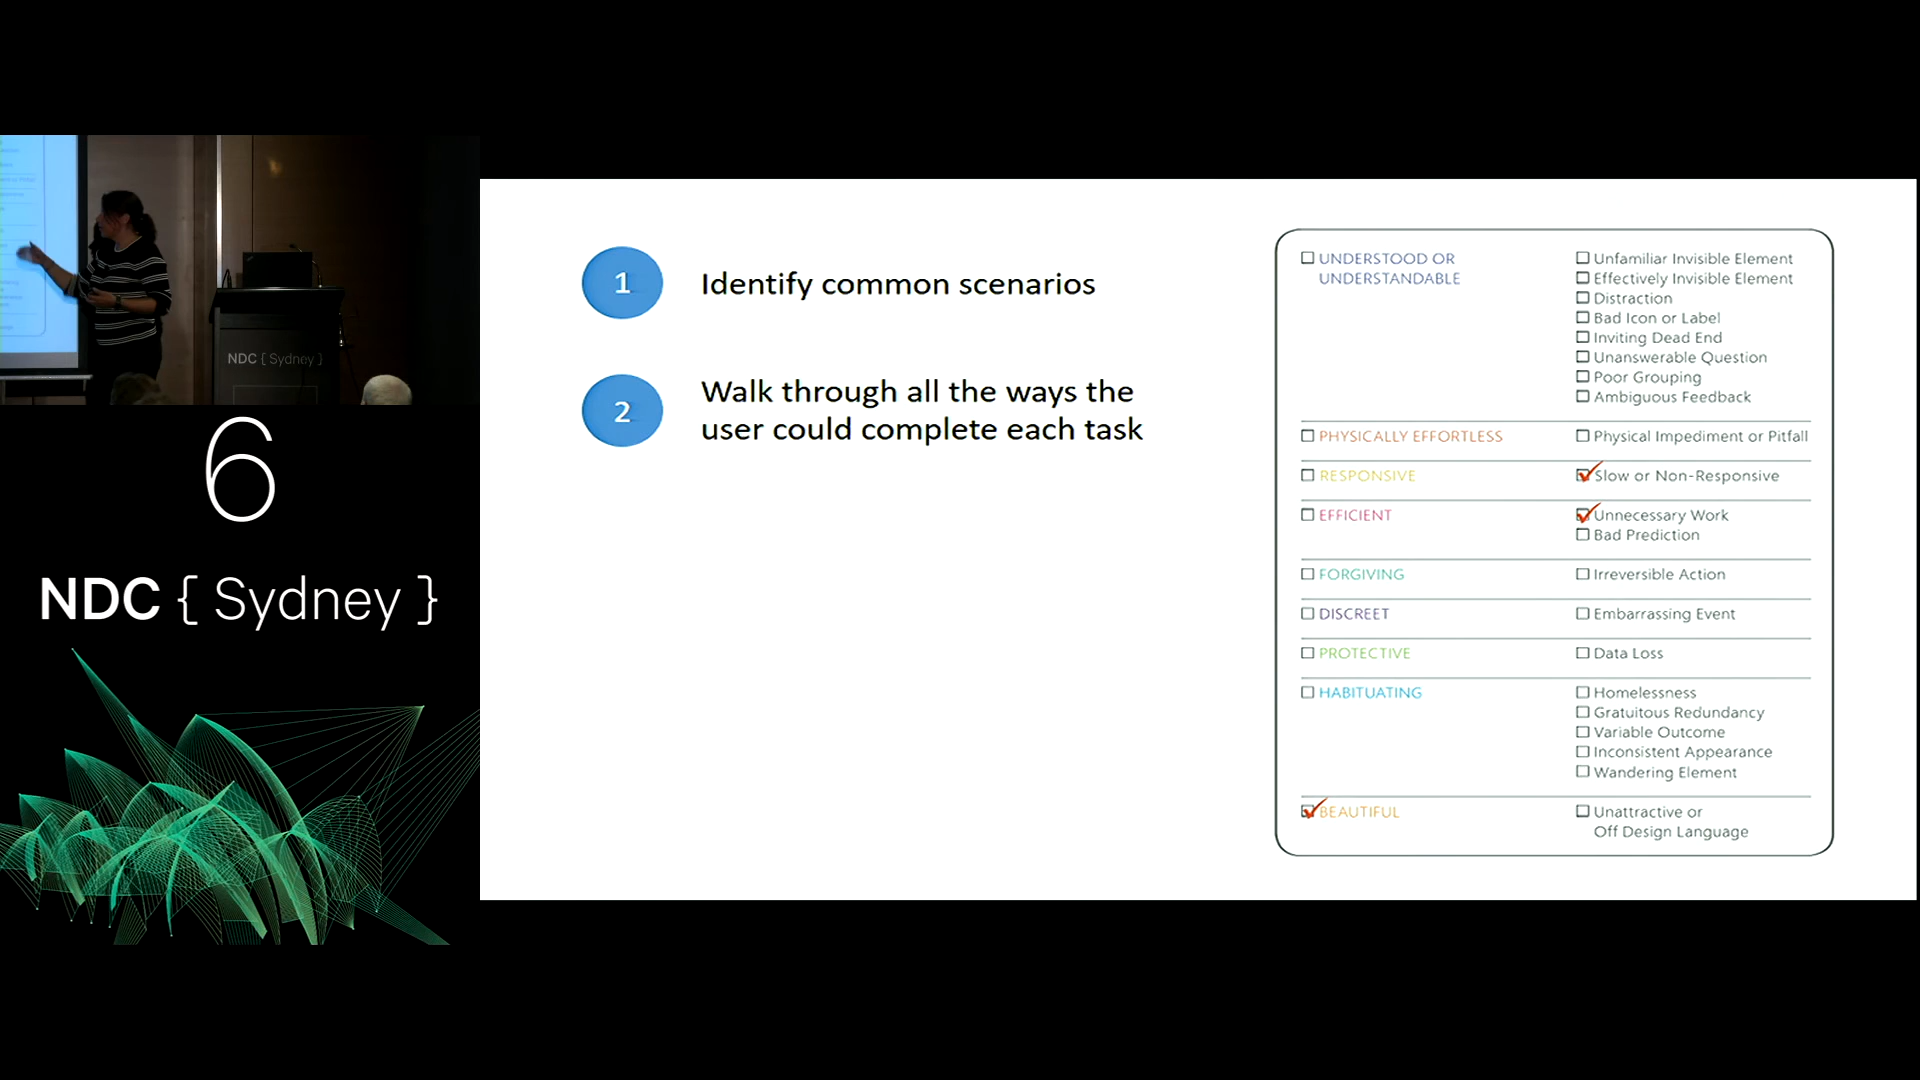 NDC { Sydney }
6
NDC { Sydney }
1 Identify common scenarios
2 Walk through all the ways the
user could complete each task
UNDERSTOOD OR
UNDERSTANDABLE
Unfamiliar Invisible Element
Effectively Invisible Element
Distraction
Bad Icon or Label
Inviting Dead End
Unanswerable Question
Poor Grouping
Ambiguous Feedback
PHYSICALLY EFFORTLESS
Physical Impediment or Pitfall
RESPONSIVE
Slow or Non-Responsive
EFFICIENT
Unnecessary Work
Bad Prediction
FORGIVING
Irreversible Action
DISCREET
Embarrassing Event
PROTECTIVE
Data Loss
HABITUATING
Homelessness
Gratuitous Redundancy
Variable Outcome
Inconsistent Appearance
Wandering Element
BEAUTIFUL
Unattractive or
Off Design Language